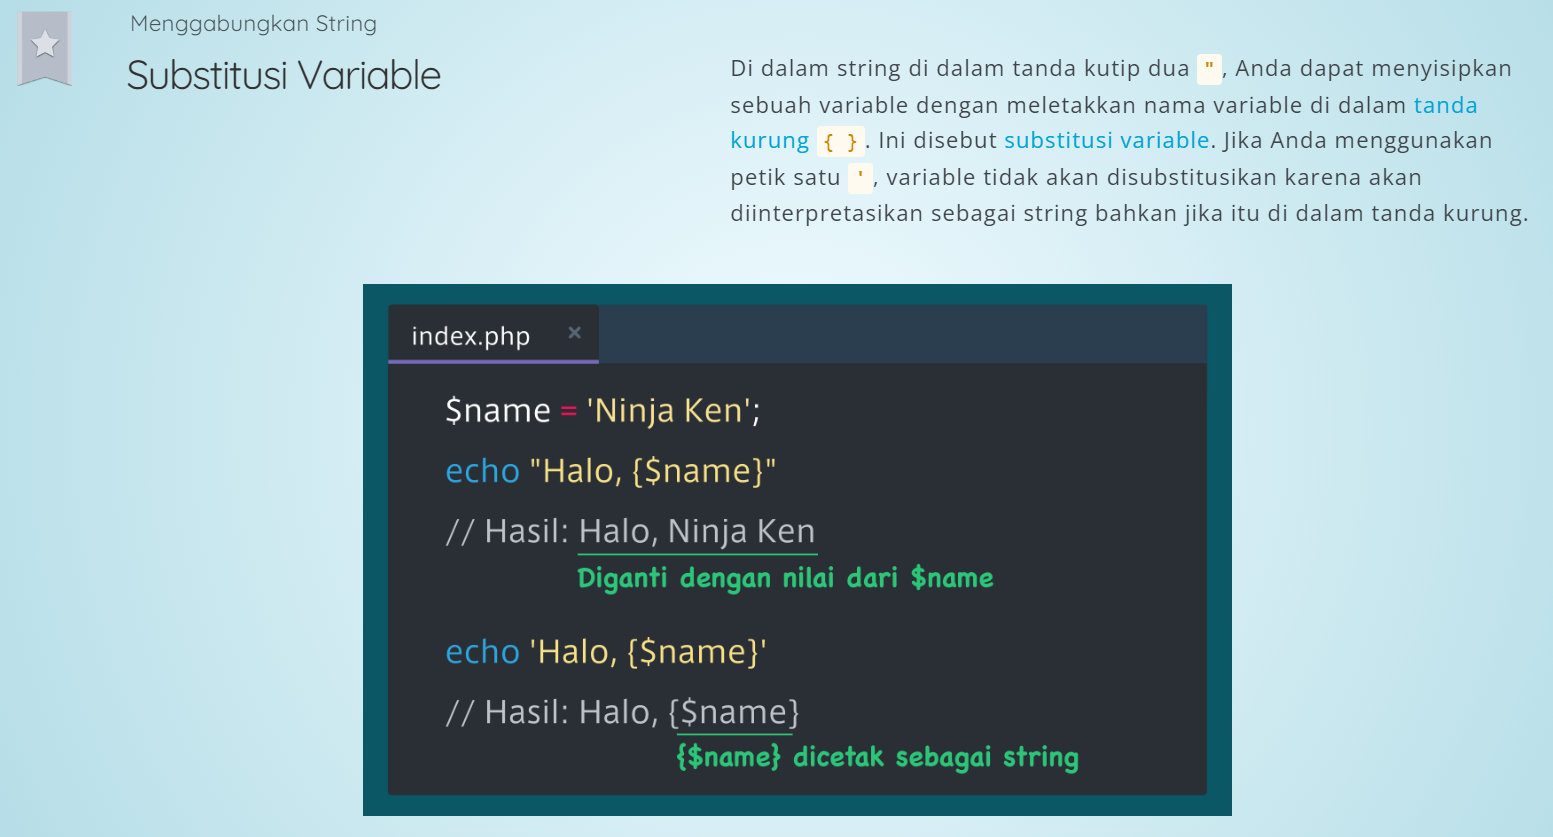 Menggabungkan String
Substitusi Variable
Di dalam string di dalam tanda kutip dua ", Anda dapat menyisipkan
sebuah variable dengan meletakkan nama variable di dalam tanda
kurung { }. Ini disebut substitusi variable. Jika Anda menggunakan
petik satu ', variable tidak akan disubstitusikan karena akan
diinterpretasikan sebagai string bahkan jika itu di dalam tanda kurung.
index.php ×
$name = 'Ninja Ken';
echo "Halo, {$name}"
// Hasil: Halo, Ninja Ken
Diganti dengan nilai dari $name
echo 'Halo, {$name}'
// Hasil: Halo, {$name}
{$name} dicetak sebagai string